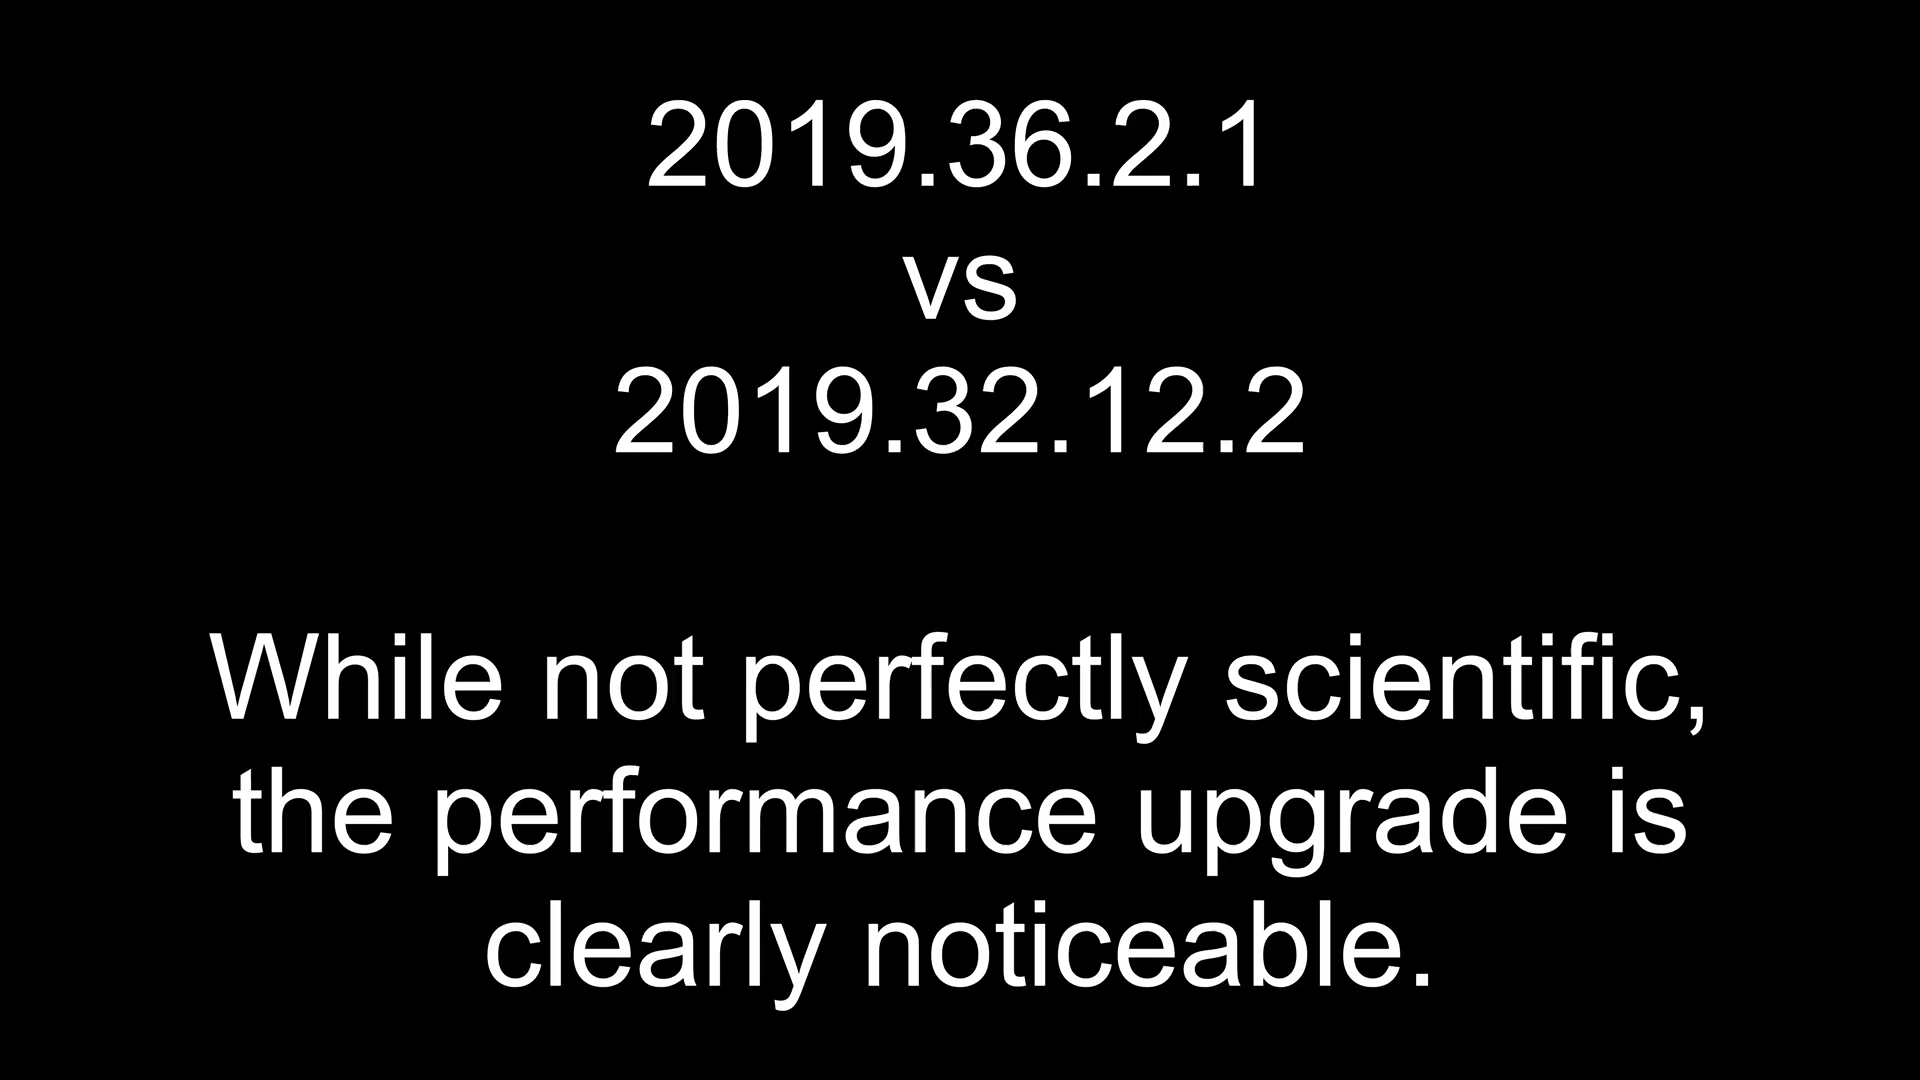 2019.36.2.1
vs
2019.32.12.2
While not perfectly scientific,
the performance upgrade is
clearly noticeable.